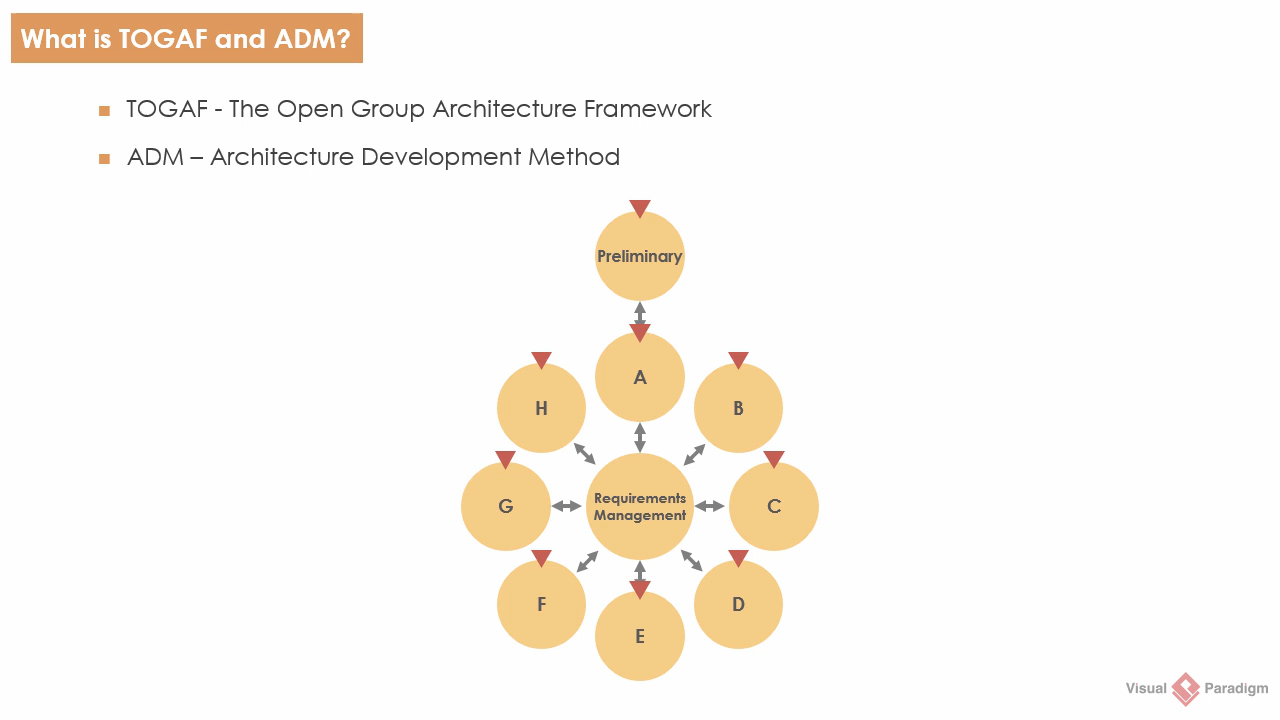 What is TOGAF and ADM?
TOGAF - The Open Group Architecture Framework
ADM – Architecture Development Method
Preliminary
A
H
B
Requirements
Management
G
C
F
D
E
Visual Paradigm